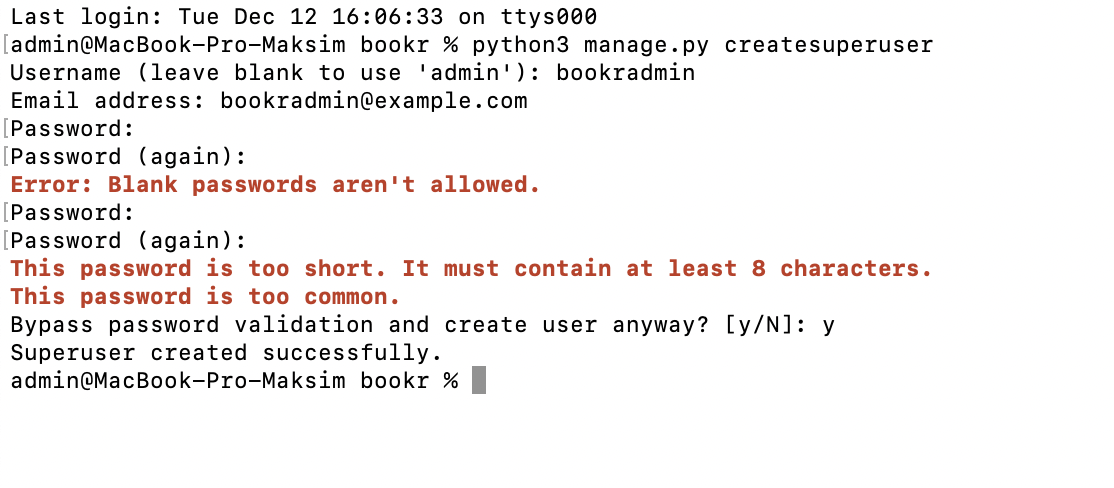 Last login: Tue Dec 12 16:06:33 on ttys000
[admin@MacBook-Pro-Maksim bookr % python3 manage.py createsuperuser
Username (leave blank to use 'admin'): bookradmin
Email address: bookradmin@example.com
[Password:
[Password (again):
Error: Blank passwords aren't allowed.
[Password:
[Password (again):
This password is too short. It must contain at least 8 characters.
This password is too common.
Bypass password validation and create user anyway? [y/N]: y
Superuser created successfully.
admin@MacBook-Pro-Maksim bookr %